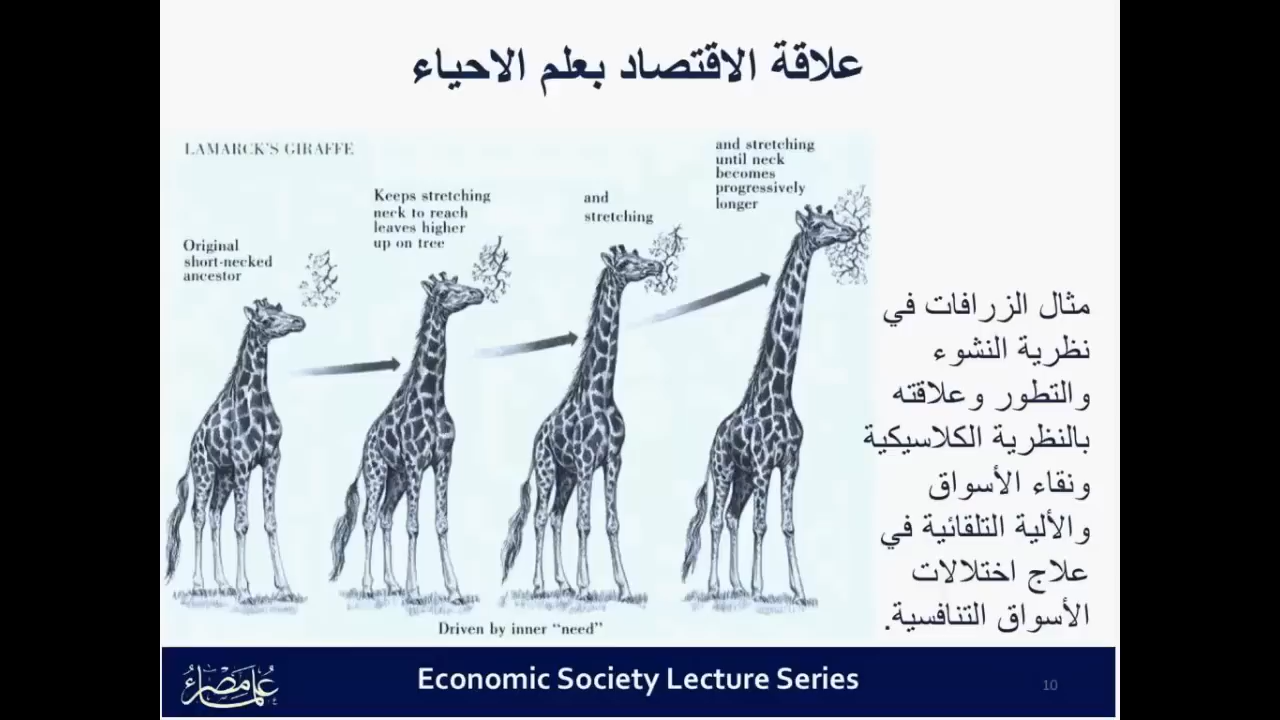 علاقة الاقتصاد بعلم الاحياء
LAMARCK'S GIRAFFE
Original
short-necked
ancestor
Keeps stretching
neck to reach
leaves higher
up on tree
and
stretching
and stretching
until neck
becomes
progressively
longer
Driven by inner “need”
مثال الزرافات في
نظرية النشوء
والتطور وعلاقته
بالنظرية الكلاسيكية
ونقاء الأسواق
والألية التلقائية في
علاج اختلالات
الأسواق التنافسية.
علماء مصر
Economic Society Lecture Series
10